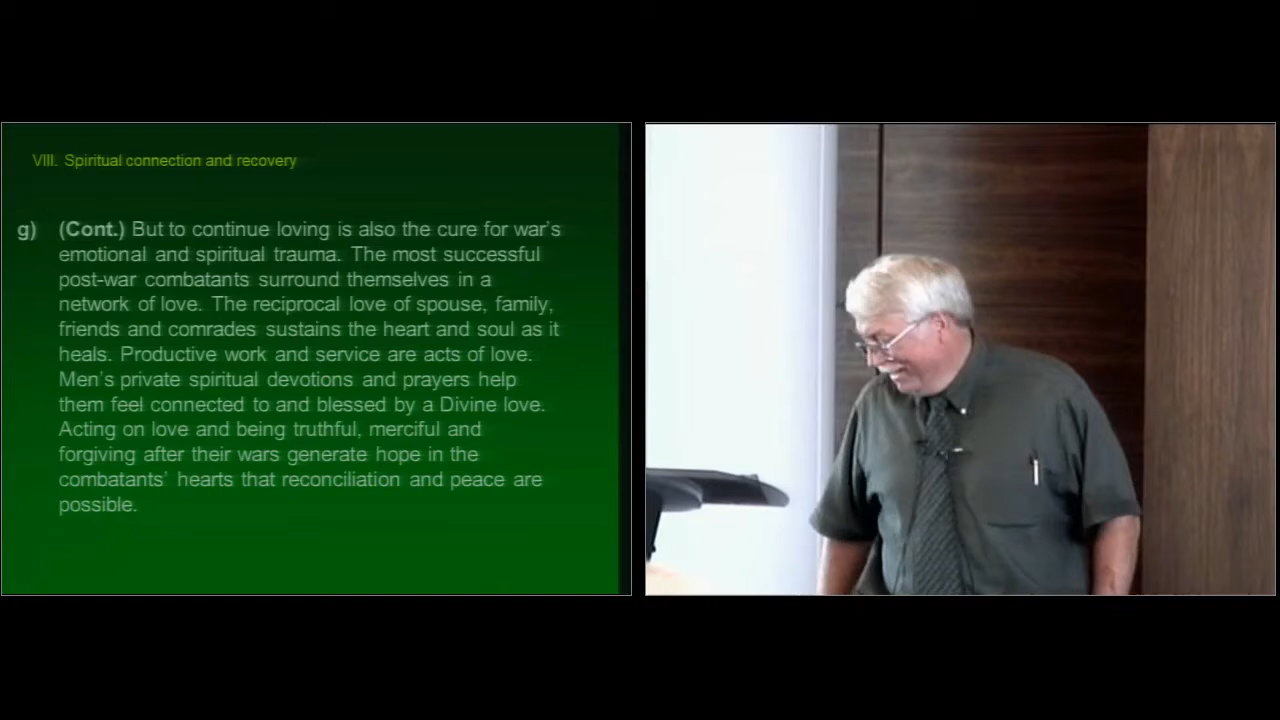 VIII. Spiritual connection and recovery
g) (Cont.) But to continue loving is also the cure for war's
emotional and spiritual trauma. The most successful
post-war combatants surround themselves in a
network of love. The reciprocal love of spouse, family,
friends and comrades sustains the heart and soul as it
heals. Productive work and service are acts of love.
Men's private spiritual devotions and prayers help
them feel connected to and blessed by a Divine love.
Acting on love and being truthful, merciful and
forgiving after their wars generate hope in the
combatants' hearts that reconciliation and peace are
possible.